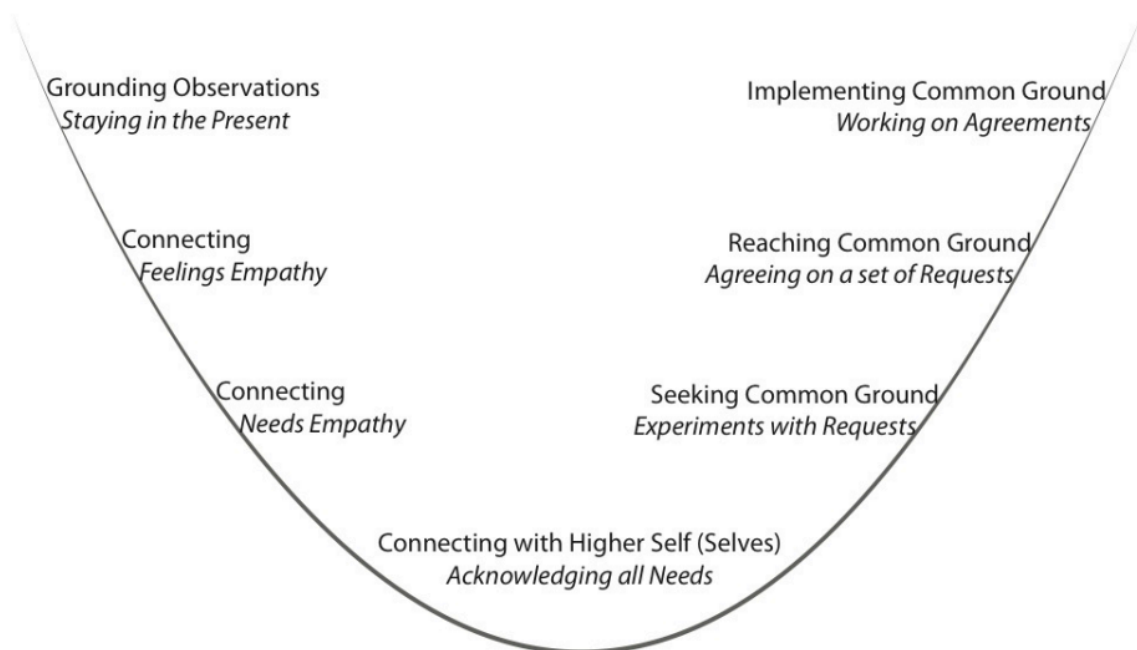 Grounding Observations
Staying in the Present
Connecting
Feelings Empathy
Connecting
Needs Empathy
Connecting with Higher Self (Selves)
Acknowledging all Needs
Seeking Common Ground
Experiments with Requests
Reaching Common Ground
Agreeing on a set of Requests
Implementing Common Ground
Working on Agreements